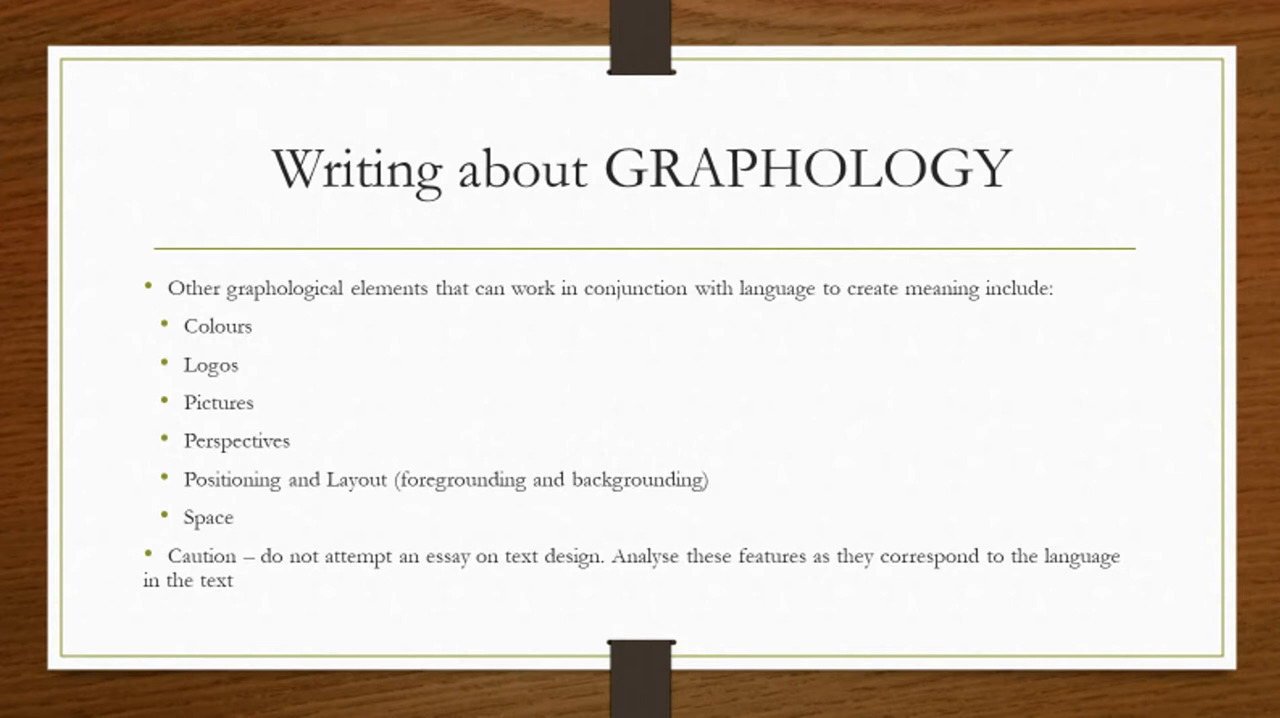 Writing about GRAPHOLOGY
• Other graphological elements that can work in conjunction with language to create meaning include:
• Colours
• Logos
• Pictures
• Perspectives
• Positioning and Layout (foregrounding and backgrounding)
• Space
• Caution – do not attempt an essay on text design. Analyse these features as they correspond to the language
in the text